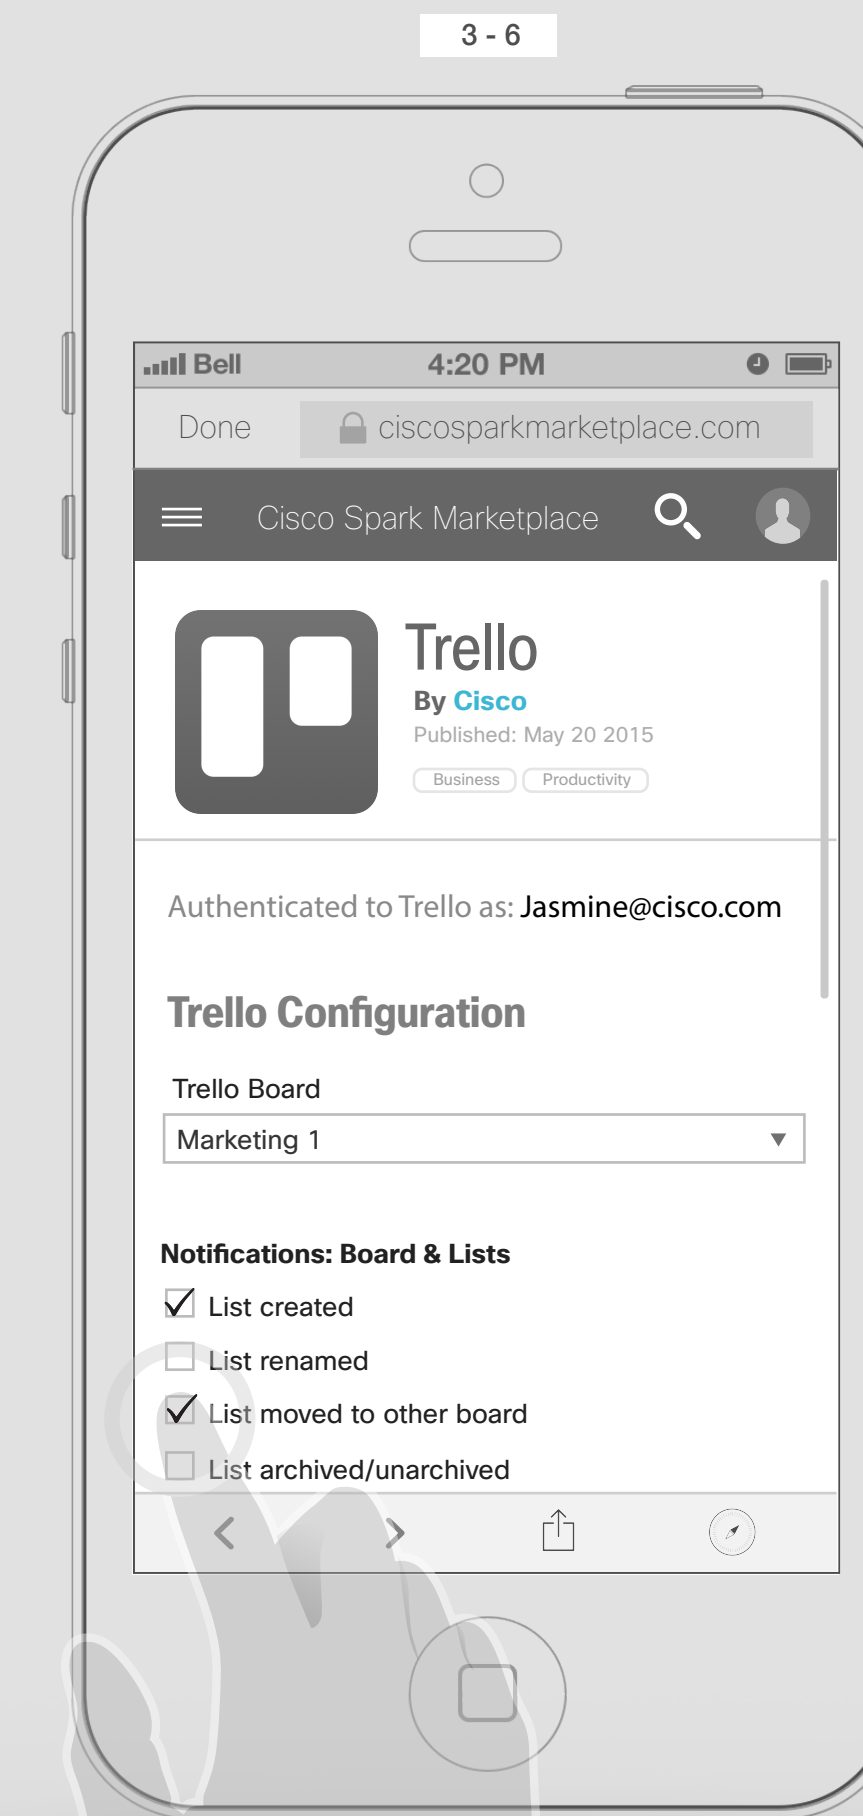 3 - 6
Bell 4:20 PM
Done ciscosparkmarketplace.com
Cisco Spark Marketplace
Trello
By Cisco
Published: May 20 2015
Business Productivity
Authenticated to Trello as: Jasmine@cisco.com
Trello Configuration
Trello Board
Marketing 1
Notifications: Board & Lists
List created
List renamed
List moved to other board
List archived/unarchived